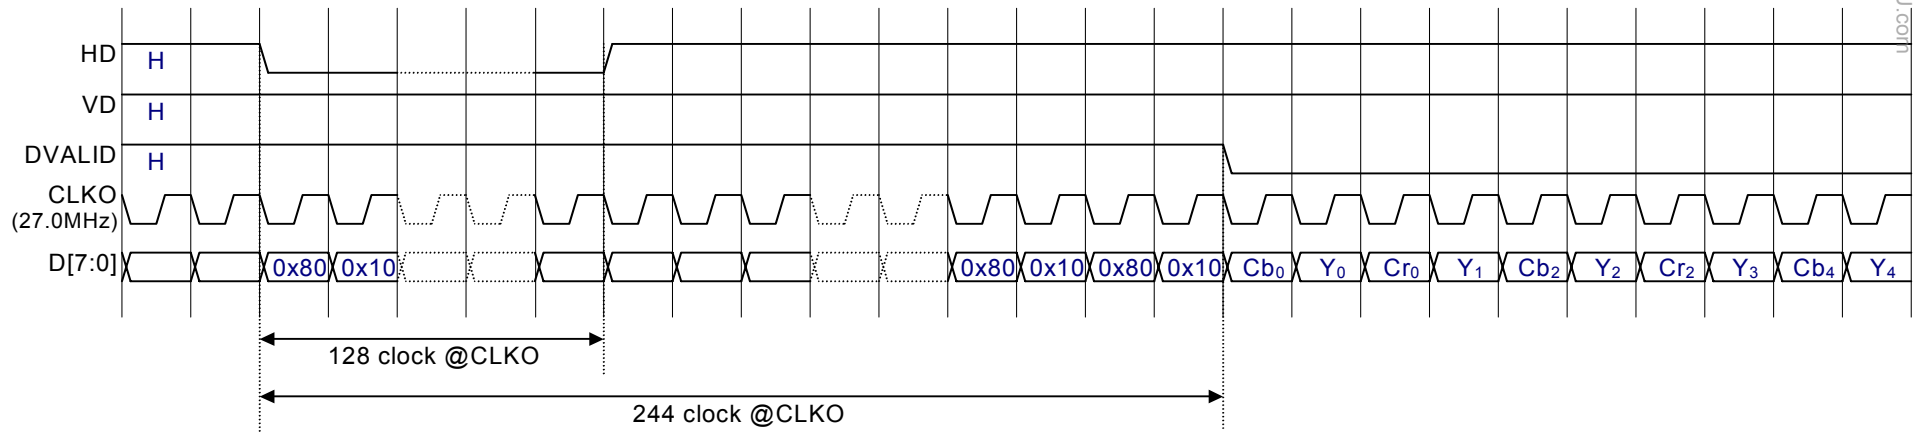 HD H
VD H
DVALID H
CLKO
(27.0MHz)
D[7:0] 0x80 0x10 0x80 0x10 0x80 0x10 Cb0 Y0 Cr0 Y1 Cb2 Y2 Cr2 Y3 Cb4 Y4
128 clock @CLKO
244 clock @CLKO
.com